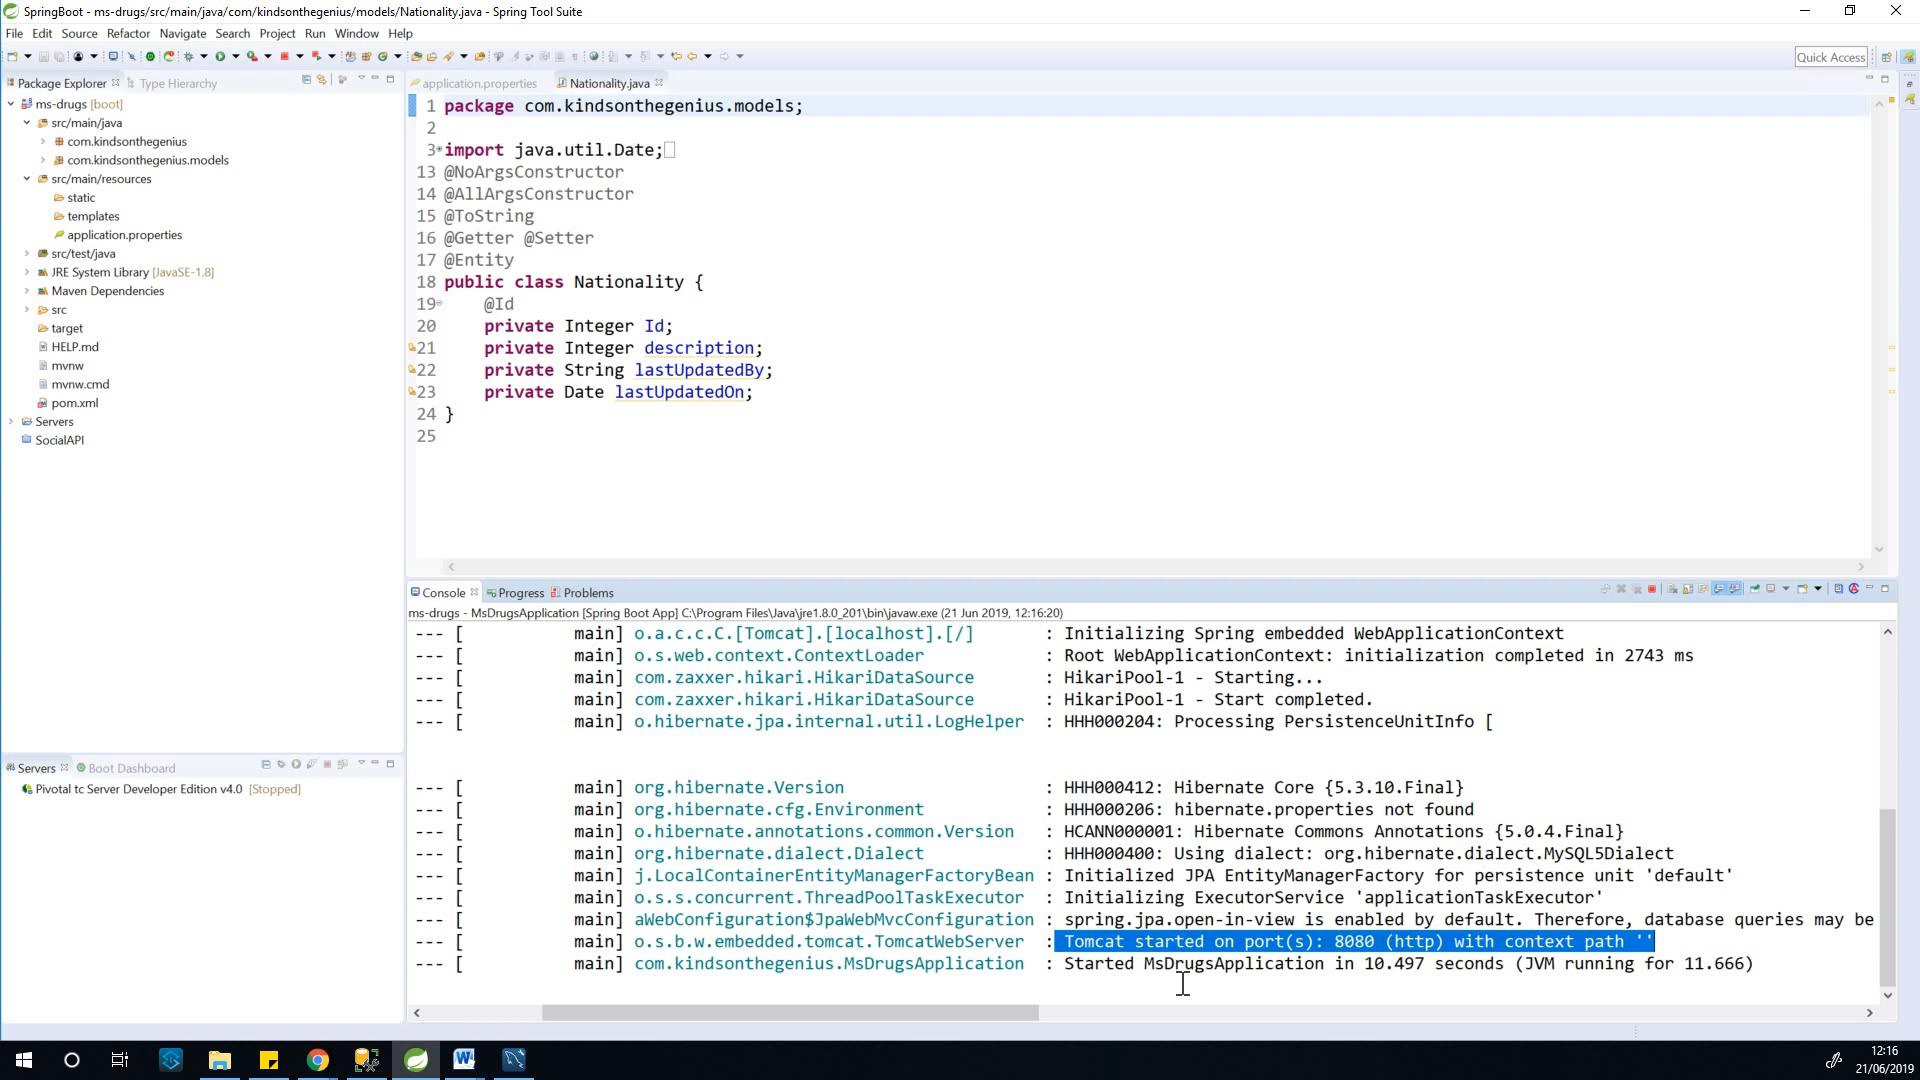 SpringBoot - ms-drugs/src/main/java/com/kindsonthegenius/models/Nationality.java - Spring Tool Suite
File Edit Source Refactor Navigate Search Project Run Window Help
Quick Access
Package Explorer Type Hierarchy
ms-drugs [boot]
src/main/java
com.kindsonthegenius
com.kindsonthegenius.models
src/main/resources
static
templates
application.properties
src/test/java
JRE System Library [JavaSE-1.8]
Maven Dependencies
src
target
HELP.md
mvnw
mvnw.cmd
pom.xml
Servers
SocialAPI
application.properties Nationality.java
1 package com.kindsonthegenius.models;
2
3 import java.util.Date;
13 @NoArgsConstructor
14 @AllArgsConstructor
15 @ToString
16 @Getter @Setter
17 @Entity
18 public class Nationality {
19 @Id
20 private Integer Id;
21 private Integer description;
22 private String lastUpdatedBy;
23 private Date lastUpdatedOn;
24 }
25
Servers Boot Dashboard
Pivotal tc Server Developer Edition v4.0 [Stopped]
Console Progress Problems
ms-drugs - MsDrugsApplication [Spring Boot App] C:\Program Files\Java\jre1.8.0_201\bin\javaw.exe (21 Jun 2019, 12:16:20)
--- [ main] o.a.c.c.C.[Tomcat].[localhost].[/] : Initializing Spring embedded WebApplicationContext
--- [ main] o.s.web.context.ContextLoader : Root WebApplicationContext: initialization completed in 2743 ms
--- [ main] com.zaxxer.hikari.HikariDataSource : HikariPool-1 - Starting...
--- [ main] com.zaxxer.hikari.HikariDataSource : HikariPool-1 - Start completed.
--- [ main] o.hibernate.jpa.internal.util.LogHelper : HHH000204: Processing PersistenceUnitInfo [
--- [ main] org.hibernate.Version : HHH000412: Hibernate Core {5.3.10.Final}
--- [ main] org.hibernate.cfg.Environment : HHH000206: hibernate.properties not found
--- [ main] o.hibernate.annotations.common.Version : HCANN000001: Hibernate Commons Annotations {5.0.4.Final}
--- [ main] org.hibernate.dialect.Dialect : HHH000400: Using dialect: org.hibernate.dialect.MySQL5Dialect
--- [ main] j.LocalContainerEntityManagerFactoryBean : Initialized JPA EntityManagerFactory for persistence unit 'default'
--- [ main] o.s.s.concurrent.ThreadPoolTaskExecutor : Initializing ExecutorService 'applicationTaskExecutor'
--- [ main] aWebConfiguration$JpaWebMvcConfiguration : spring.jpa.open-in-view is enabled by default. Therefore, database queries may be
--- [ main] o.s.b.w.embedded.tomcat.TomcatWebServer : Tomcat started on port(s): 8080 (http) with context path ''
--- [ main] com.kindsonthegenius.MsDrugsApplication : Started MsDrugsApplication in 10.497 seconds (JVM running for 11.666)
12:16
21/06/2019